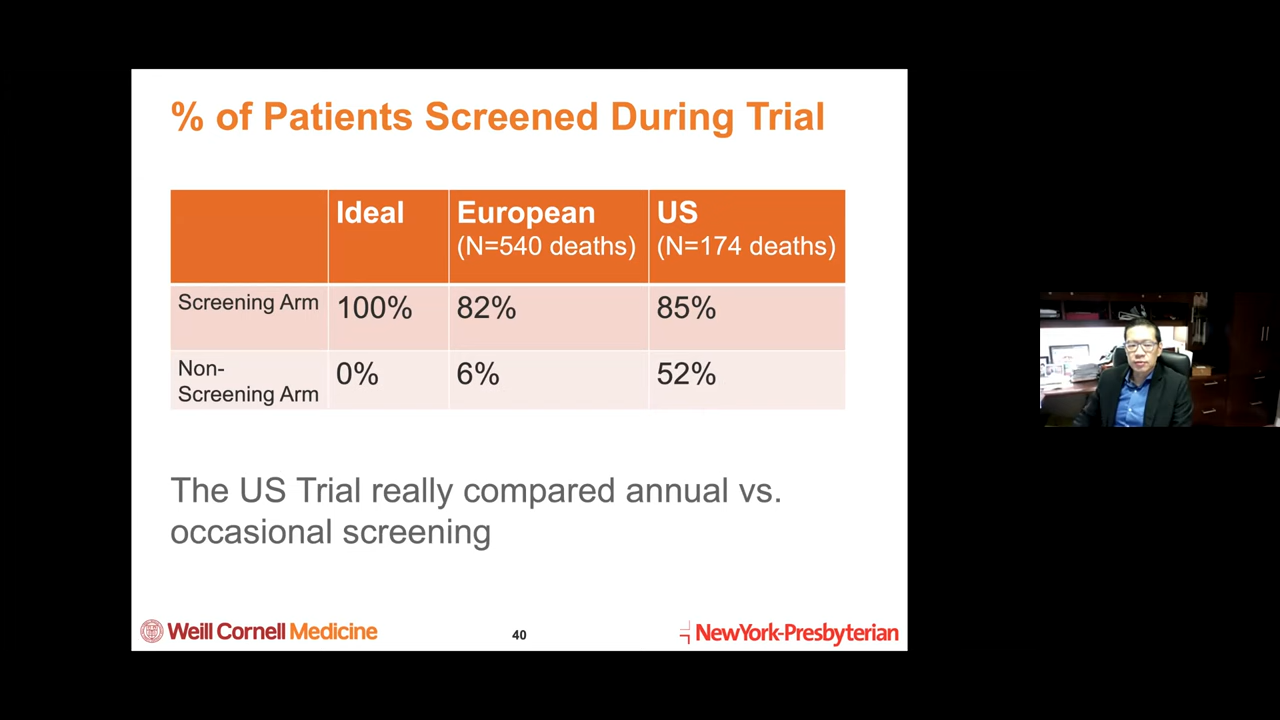 % of Patients Screened During Trial
Ideal
European
(N=540 deaths)
US
(N=174 deaths)
Screening Arm
100%
82%
85%
Non-
Screening Arm
0%
6%
52%
The US Trial really compared annual vs.
occasional screening
Weill Cornell Medicine
40
NewYork-Presbyterian